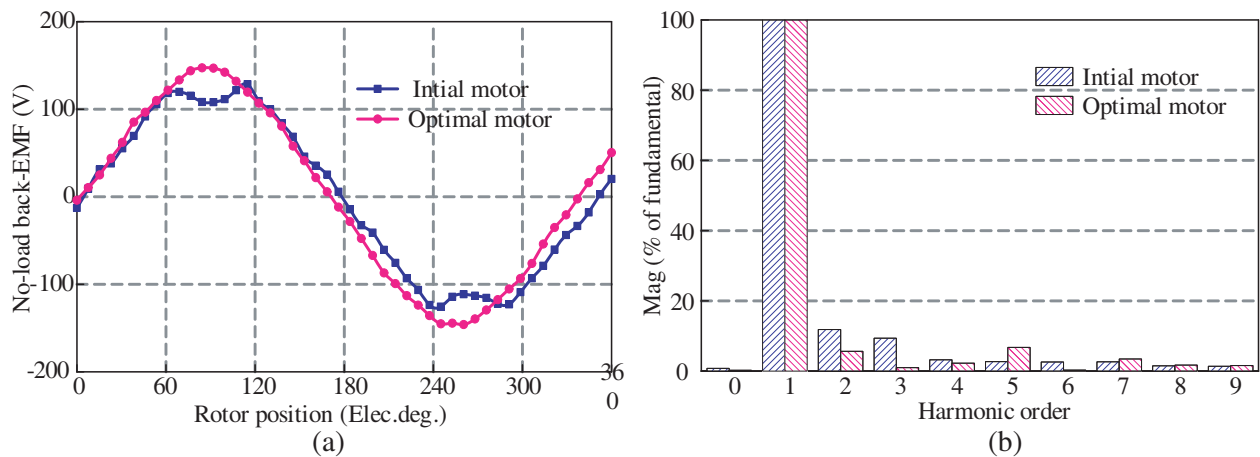 200
100
0
-100
-200
No-load back-EMF (V)
Intial motor
Optimal motor
0
60
120
180
240
300
36
0
Rotor position (Elec.deg.)
(a)
100
80
60
40
20
0
Mag (% of fundamental)
Intial motor
Optimal motor
0
1
2
3
4
5
6
7
8
9
Harmonic order
(b)